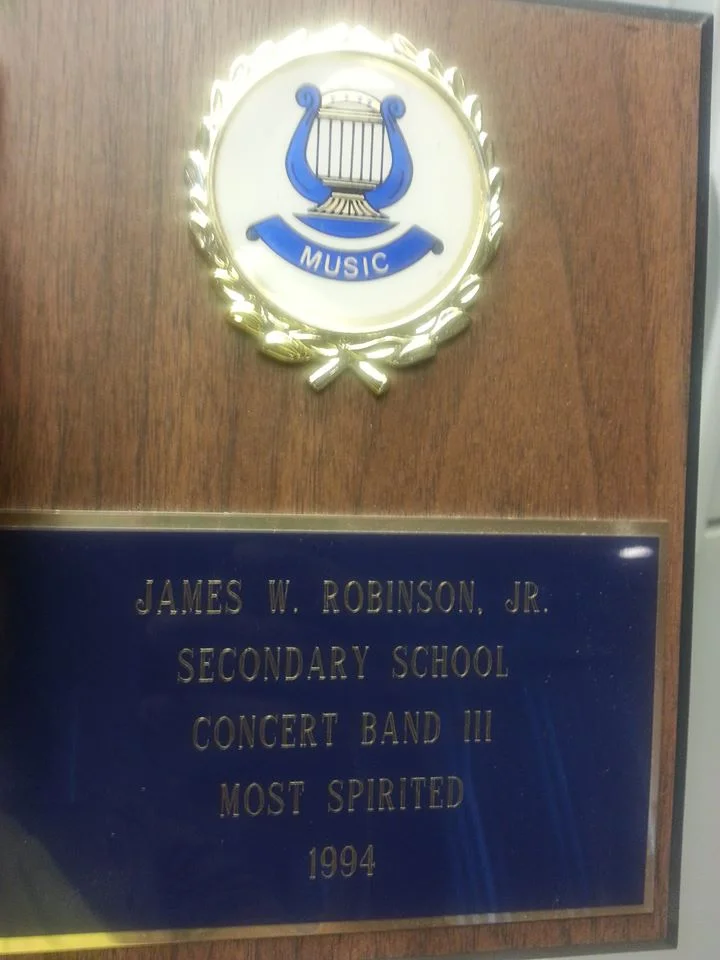 MUSIC
JAMES W. ROBINSON, JR.
SECONDARY SCHOOL
CONCERT BAND III
MOST SPIRITED
1994